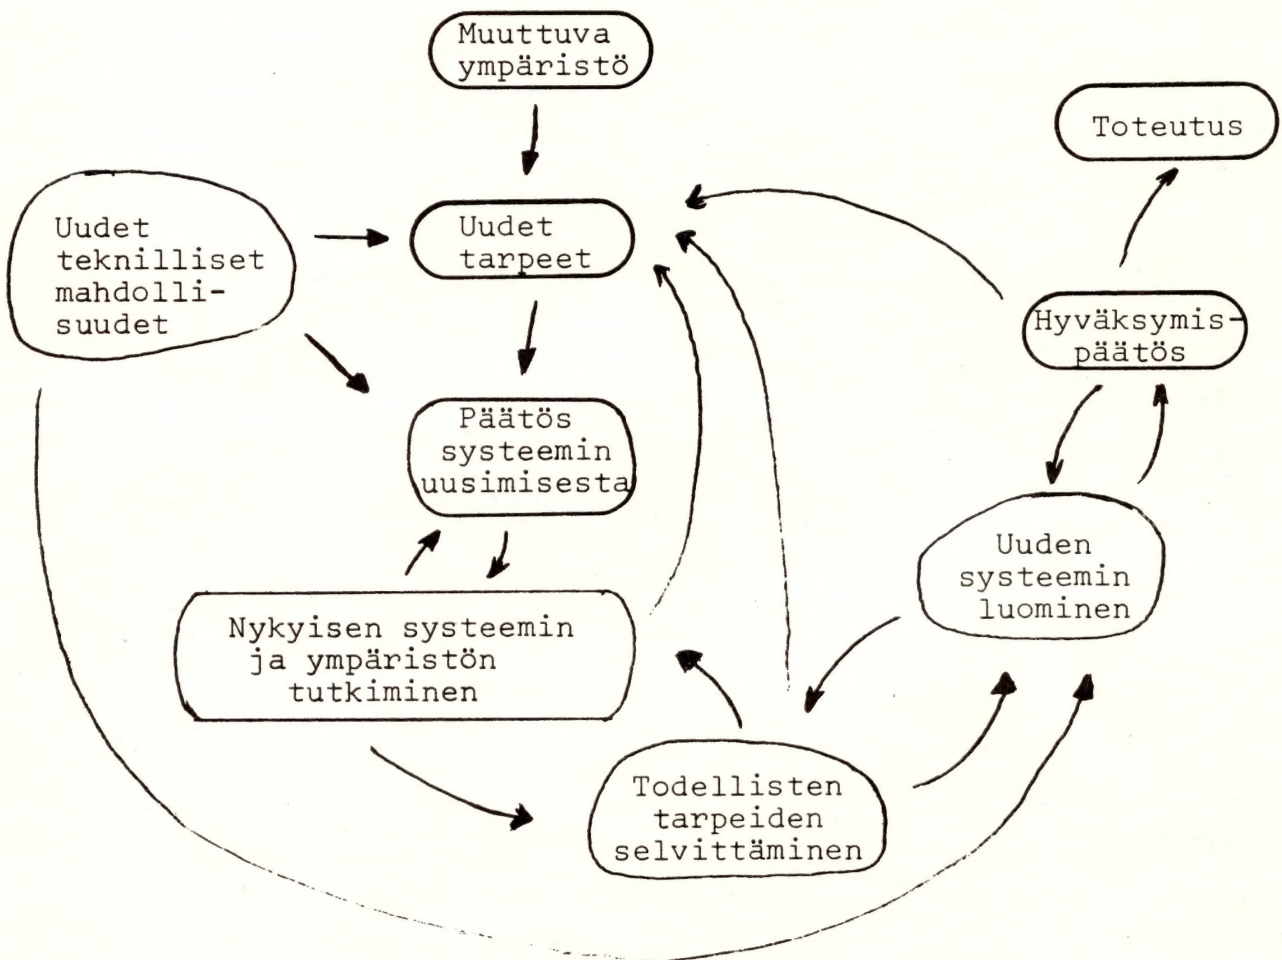 Muuttuva
ympäristö
Toteutus
Uudet
teknilliset
mahdolli-
suudet
Uudet
tarpeet
Hyväksymis-
päätös
Päätös
systeemin
uusimisesta
Uuden
systeemin
luominen
Nykyisen systeemin
ja ympäristön
tutkiminen
Todellisten
tarpeiden
selvittäminen